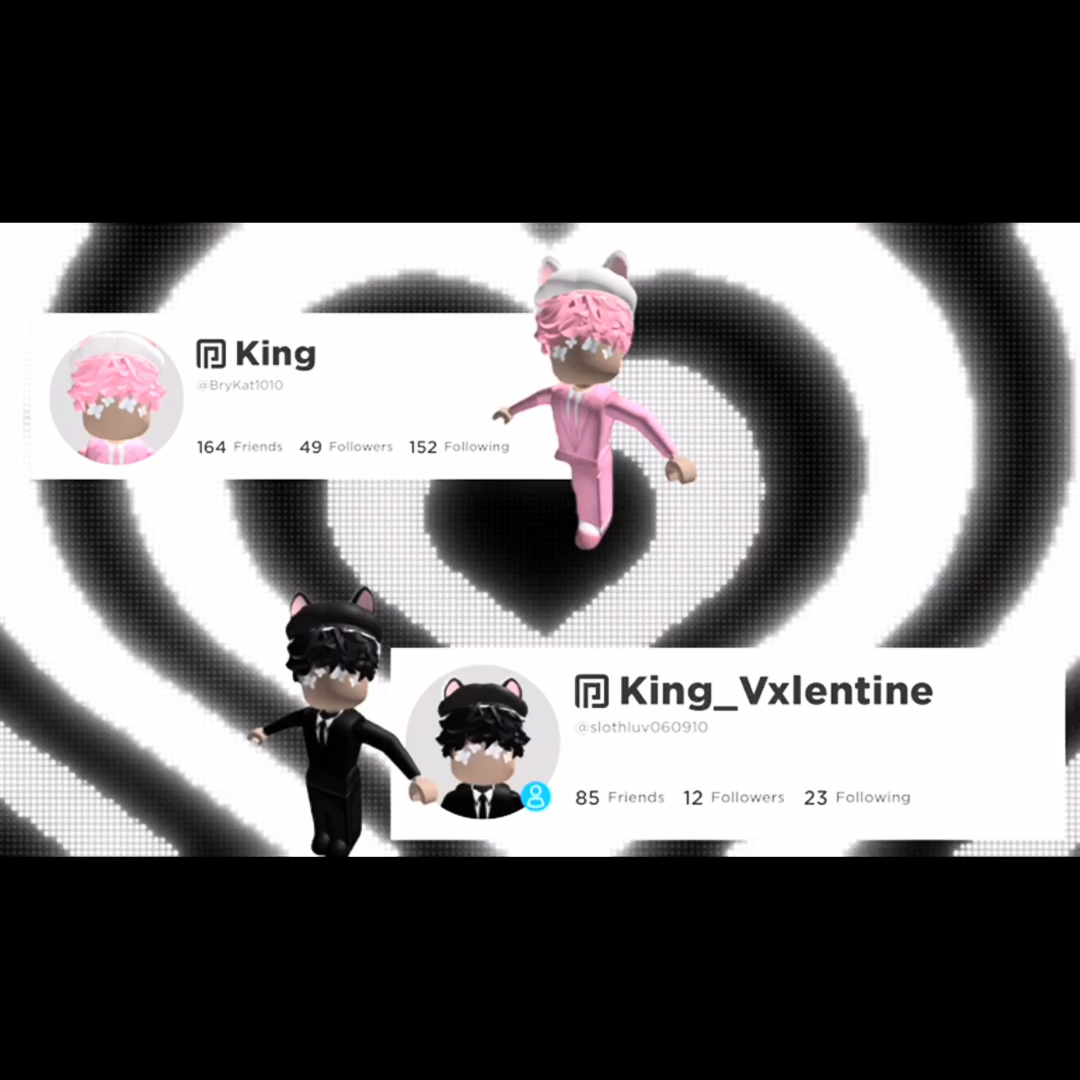 King
@BryKat1010
164 Friends 49 Followers 152 Following
King_Vxlentine
@slothluv060910
85 Friends 12 Followers 23 Following